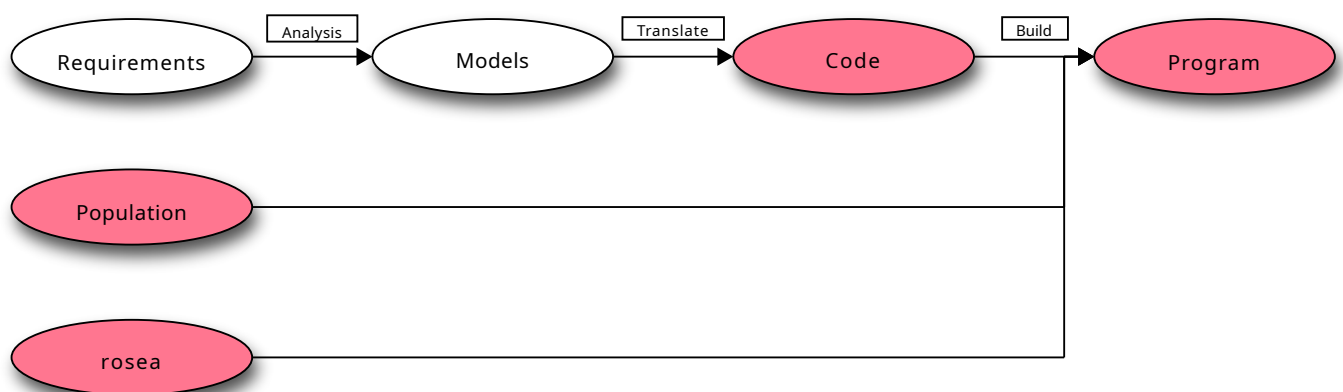 Requirements
Analysis
Models
Translate
Code
Build
Program
Population
rosea